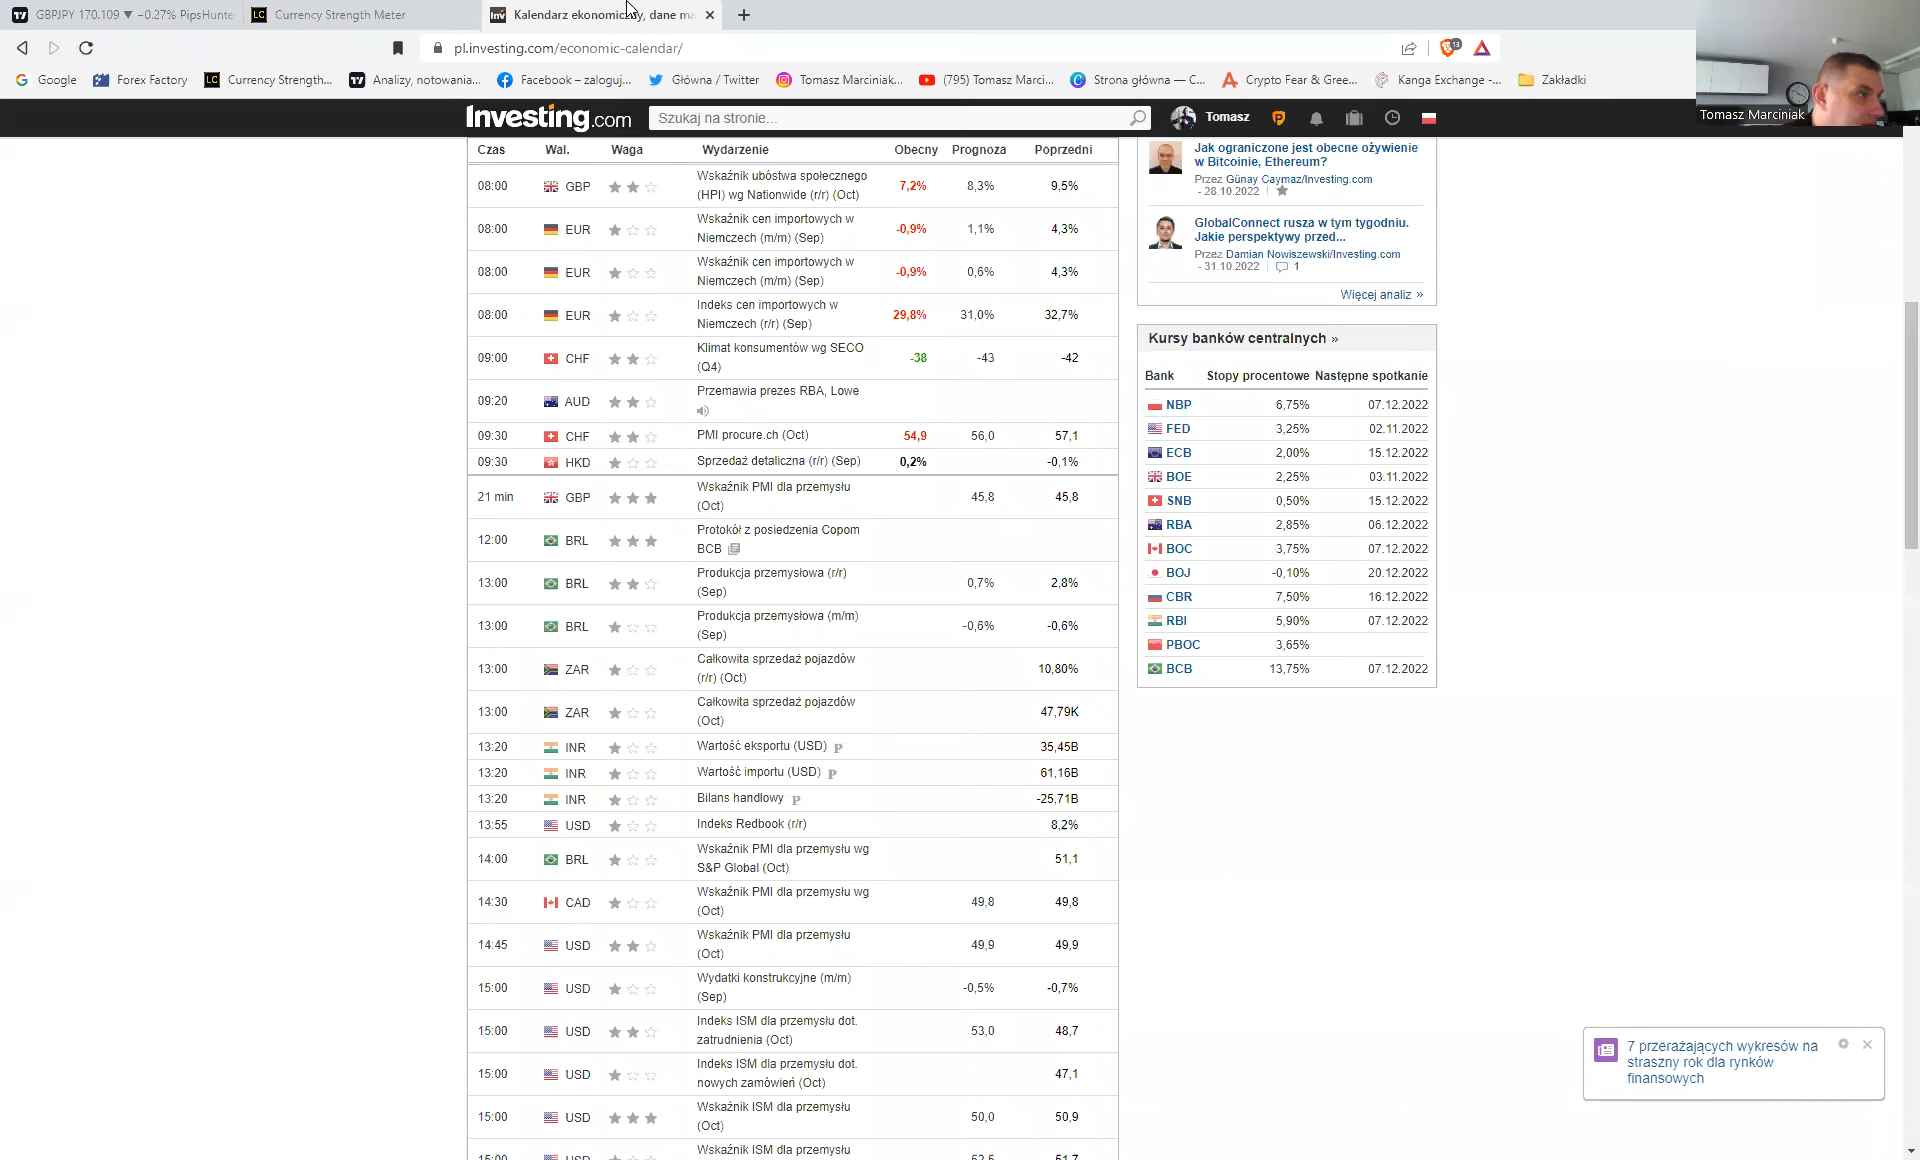 GBPJPY 170.109 ▼ −0.27% PipsHunte
Currency Strength Meter
Kalendarz ekonomiczny, dane ma
pl.investing.com/economic-calendar/
13
Google
Forex Factory
Currency Strength...
Analizy, notowania...
Facebook – zaloguj...
Główna / Twitter
Tomasz Marciniak...
(795) Tomasz Marci...
Strona główna — C...
Crypto Fear & Gree...
Kanga Exchange -...
Zakładki
Investing.com
Szukaj na stronie...
Tomasz
Tomasz Marciniak
Czas Wal. Waga Wydarzenie Obecny Prognoza Poprzedni
08:00 GBP Wskaźnik ubóstwa społecznego 7,2% 8,3% 9,5%
(HPI) wg Nationwide (r/r) (Oct)
08:00 EUR Wskaźnik cen importowych w -0,9% 1,1% 4,3%
Niemczech (m/m) (Sep)
08:00 EUR Wskaźnik cen importowych w -0,9% 0,6% 4,3%
Niemczech (m/m) (Sep)
08:00 EUR Indeks cen importowych w 29,8% 31,0% 32,7%
Niemczech (r/r) (Sep)
09:00 CHF Klimat konsumentów wg SECO -38 -43 -42
(Q4)
09:20 AUD Przemawia prezes RBA, Lowe
09:30 CHF PMI procure.ch (Oct) 54,9 56,0 57,1
09:30 HKD Sprzedaż detaliczna (r/r) (Sep) 0,2% -0,1%
21 min GBP Wskaźnik PMI dla przemysłu 45,8 45,8
(Oct)
12:00 BRL Protokół z posiedzenia Copom
BCB
13:00 BRL Produkcja przemysłowa (r/r) 0,7% 2,8%
(Sep)
13:00 BRL Produkcja przemysłowa (m/m) -0,6% -0,6%
(Sep)
13:00 ZAR Całkowita sprzedaż pojazdów 10,80%
(r/r) (Oct)
13:00 ZAR Całkowita sprzedaż pojazdów 47,79K
(Oct)
13:20 INR Wartość eksportu (USD) P 35,45B
13:20 INR Wartość importu (USD) P 61,16B
13:20 INR Bilans handlowy P -25,71B
13:55 USD Indeks Redbook (r/r) 8,2%
14:00 BRL Wskaźnik PMI dla przemysłu wg 51,1
S&P Global (Oct)
14:30 CAD Wskaźnik PMI dla przemysłu wg 49,8 49,8
(Oct)
14:45 USD Wskaźnik PMI dla przemysłu 49,9 49,9
(Oct)
15:00 USD Wydatki konstrukcyjne (m/m) -0,5% -0,7%
(Sep)
15:00 USD Indeks ISM dla przemysłu dot. 53,0 48,7
zatrudnienia (Oct)
15:00 USD Indeks ISM dla przemysłu dot. 47,1
nowych zamówień (Oct)
15:00 USD Wskaźnik ISM dla przemysłu 50,0 50,9
(Oct)
15:00 USD Wskaźnik ISM dla przemysłu 52,5 51,7
Jak ograniczone jest obecne ożywienie
w Bitcoinie, Ethereum?
Przez Günay Caymaz/Investing.com
- 28.10.2022
GlobalConnect rusza w tym tygodniu.
Jakie perspektywy przed...
Przez Damian Nowiszewski/Investing.com
- 31.10.2022 1
Więcej analiz »
Kursy banków centralnych »
Bank Stopy procentowe Następne spotkanie
NBP 6,75% 07.12.2022
FED 3,25% 02.11.2022
ECB 2,00% 15.12.2022
BOE 2,25% 03.11.2022
SNB 0,50% 15.12.2022
RBA 2,85% 06.12.2022
BOC 3,75% 07.12.2022
BOJ -0,10% 20.12.2022
CBR 7,50% 16.12.2022
RBI 5,90% 07.12.2022
PBOC 3,65%
BCB 13,75% 07.12.2022
7 przerażających wykresów na
straszny rok dla rynków
finansowych